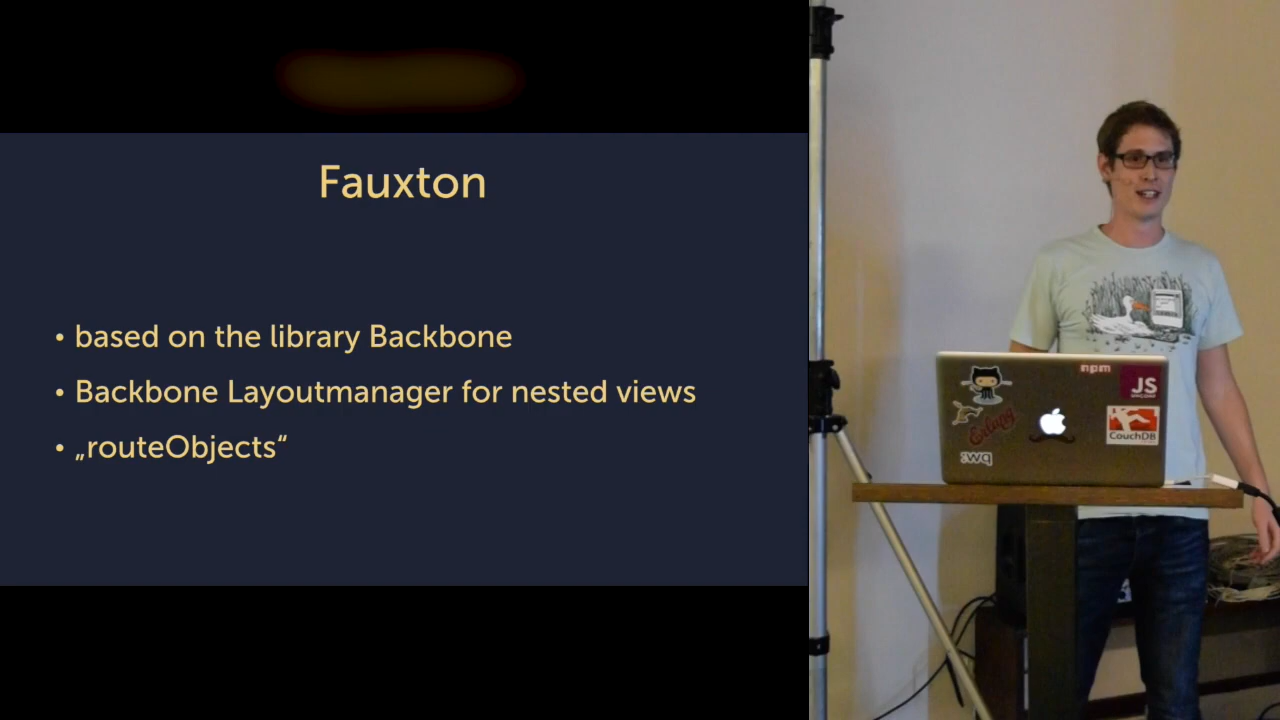 Fauxton
• based on the library Backbone
• Backbone Layoutmanager for nested views
• „routeObjects“
npm
JS
Erlang
CouchDB
:wq